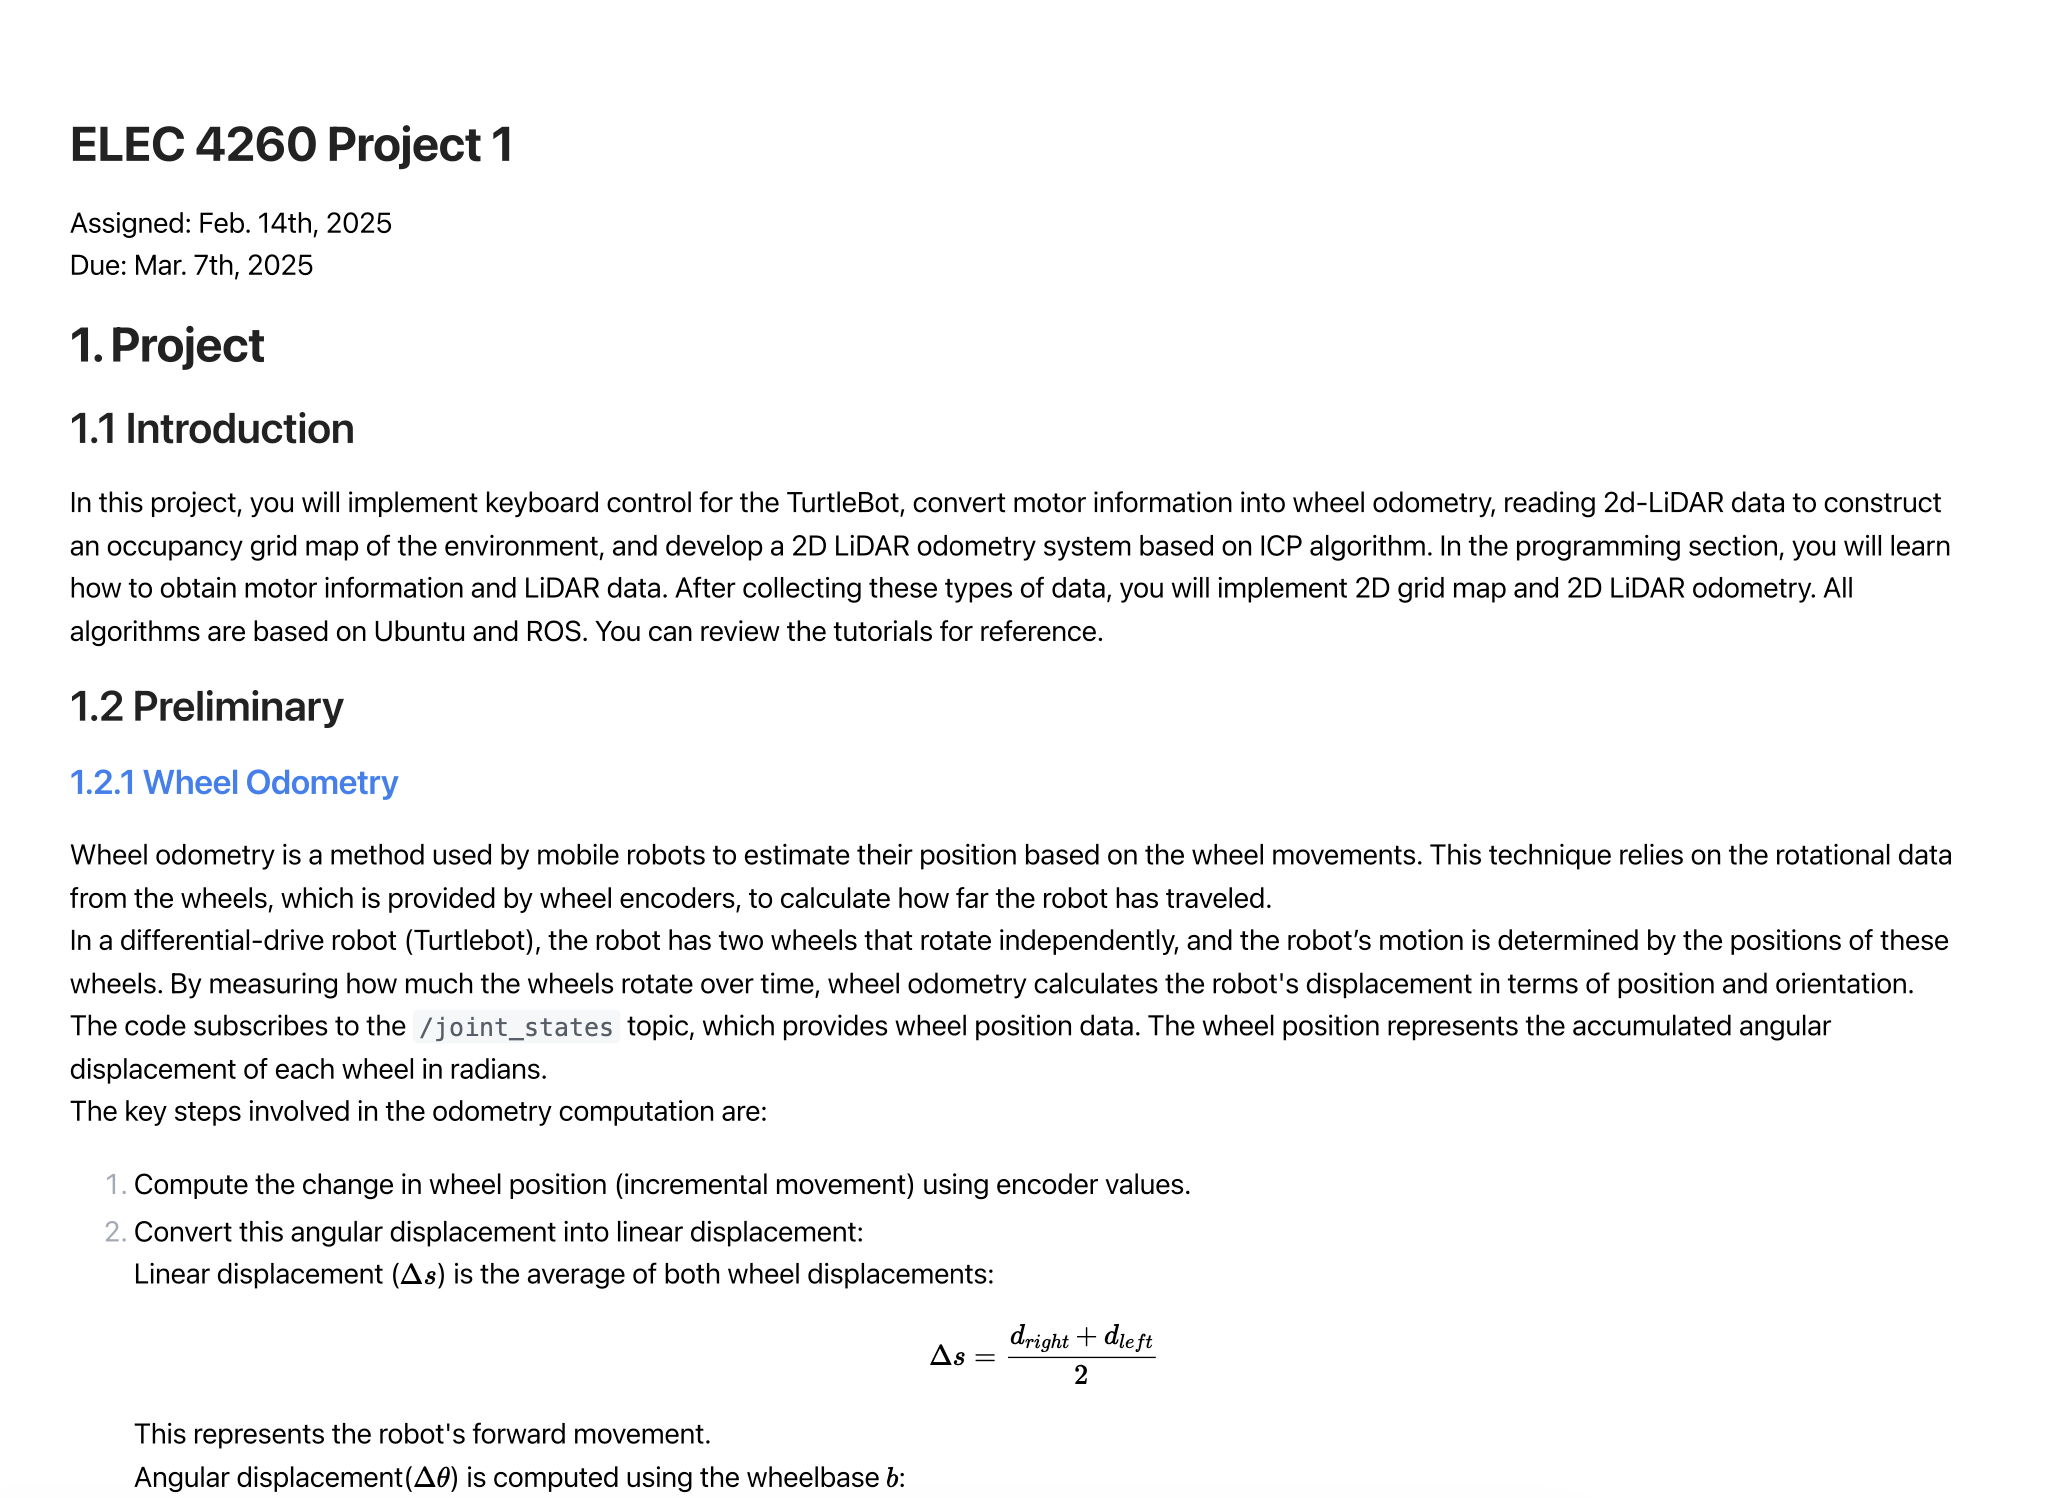 ELEC 4260 Project 1
Assigned: Feb. 14th, 2025
Due: Mar. 7th, 2025
1. Project
1.1 Introduction
In this project, you will implement keyboard control for the TurtleBot, convert motor information into wheel odometry, reading 2d-LiDAR data to construct
an occupancy grid map of the environment, and develop a 2D LiDAR odometry system based on ICP algorithm. In the programming section, you will learn
how to obtain motor information and LiDAR data. After collecting these types of data, you will implement 2D grid map and 2D LiDAR odometry. All
algorithms are based on Ubuntu and ROS. You can review the tutorials for reference.
1.2 Preliminary
1.2.1 Wheel Odometry
Wheel odometry is a method used by mobile robots to estimate their position based on the wheel movements. This technique relies on the rotational data
from the wheels, which is provided by wheel encoders, to calculate how far the robot has traveled.
In a differential-drive robot (Turtlebot), the robot has two wheels that rotate independently, and the robot’s motion is determined by the positions of these
wheels. By measuring how much the wheels rotate over time, wheel odometry calculates the robot's displacement in terms of position and orientation.
The code subscribes to the /joint_states topic, which provides wheel position data. The wheel position represents the accumulated angular
displacement of each wheel in radians.
The key steps involved in the odometry computation are:
1. Compute the change in wheel position (incremental movement) using encoder values.
2. Convert this angular displacement into linear displacement:
Linear displacement (Δs) is the average of both wheel displacements:
Δs = (d_right + d_left) / 2
This represents the robot's forward movement.
Angular displacement(Δθ) is computed using the wheelbase b: